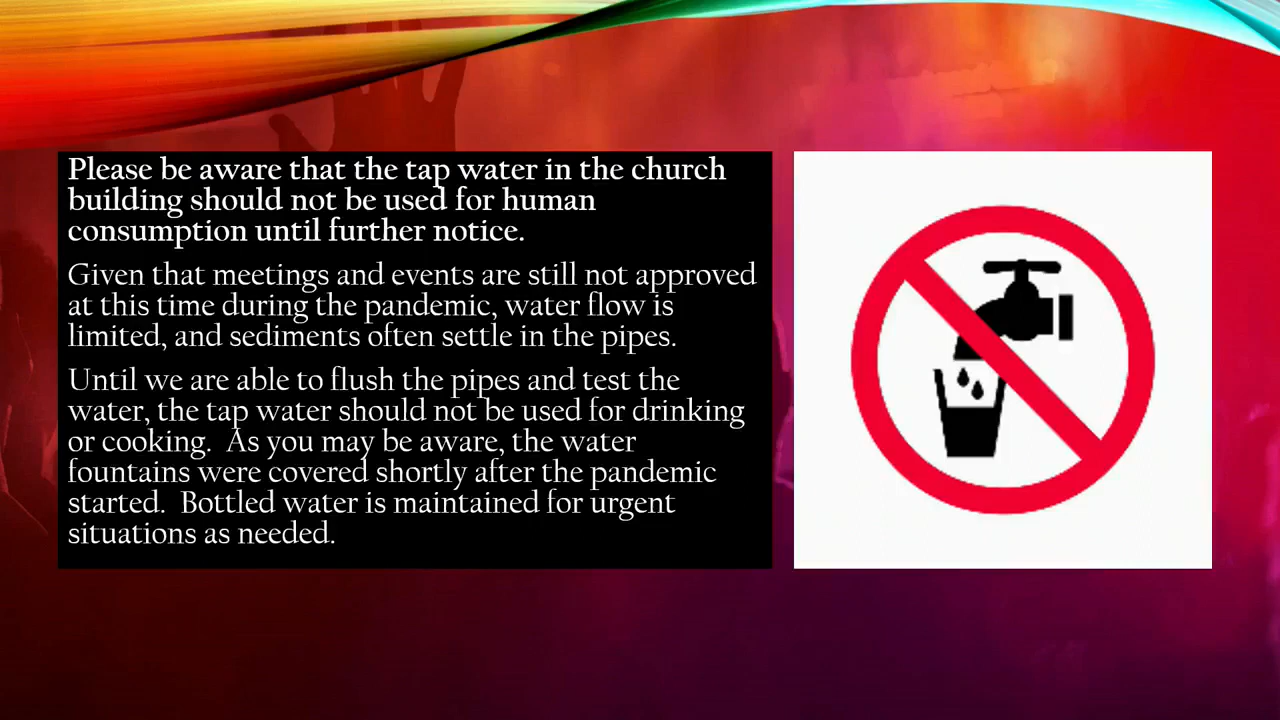 Please be aware that the tap water in the church
building should not be used for human
consumption until further notice.
Given that meetings and events are still not approved
at this time during the pandemic, water flow is
limited, and sediments often settle in the pipes.
Until we are able to flush the pipes and test the
water, the tap water should not be used for drinking
or cooking.  As you may be aware, the water
fountains were covered shortly after the pandemic
started.  Bottled water is maintained for urgent
situations as needed.